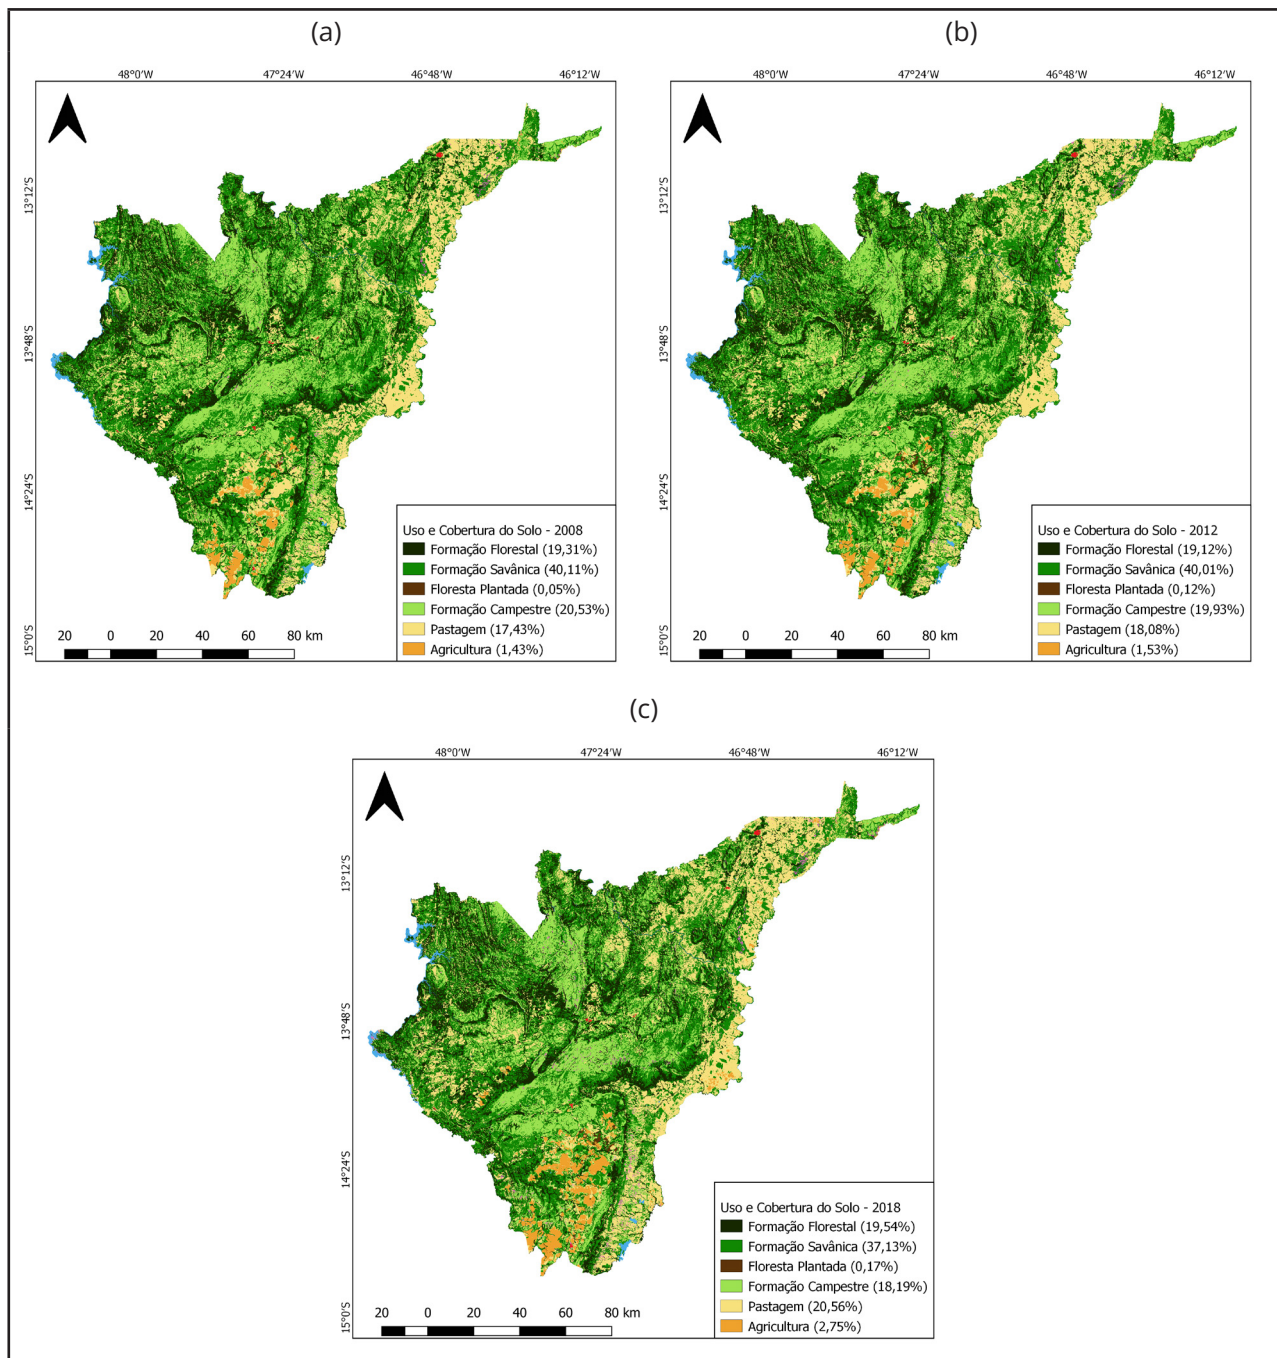 (a)
48°0'W 47°24'W 46°48'W 46°12'W
13°12'S
13°48'S
14°24'S
15°0'S
Uso e Cobertura do Solo - 2008
Formação Florestal (19,31%)
Formação Savânica (40,11%)
Floresta Plantada (0,05%)
Formação Campestre (20,53%)
Pastagem (17,43%)
Agricultura (1,43%)
20 0 20 40 60 80 km
(b)
48°0'W 47°24'W 46°48'W 46°12'W
13°12'S
13°48'S
14°24'S
15°0'S
Uso e Cobertura do Solo - 2012
Formação Florestal (19,12%)
Formação Savânica (40,01%)
Floresta Plantada (0,12%)
Formação Campestre (19,93%)
Pastagem (18,08%)
Agricultura (1,53%)
20 0 20 40 60 80 km
(c)
48°0'W 47°24'W 46°48'W 46°12'W
13°12'S
13°48'S
14°24'S
15°0'S
Uso e Cobertura do Solo - 2018
Formação Florestal (19,54%)
Formação Savânica (37,13%)
Floresta Plantada (0,17%)
Formação Campestre (18,19%)
Pastagem (20,56%)
Agricultura (2,75%)
20 0 20 40 60 80 km